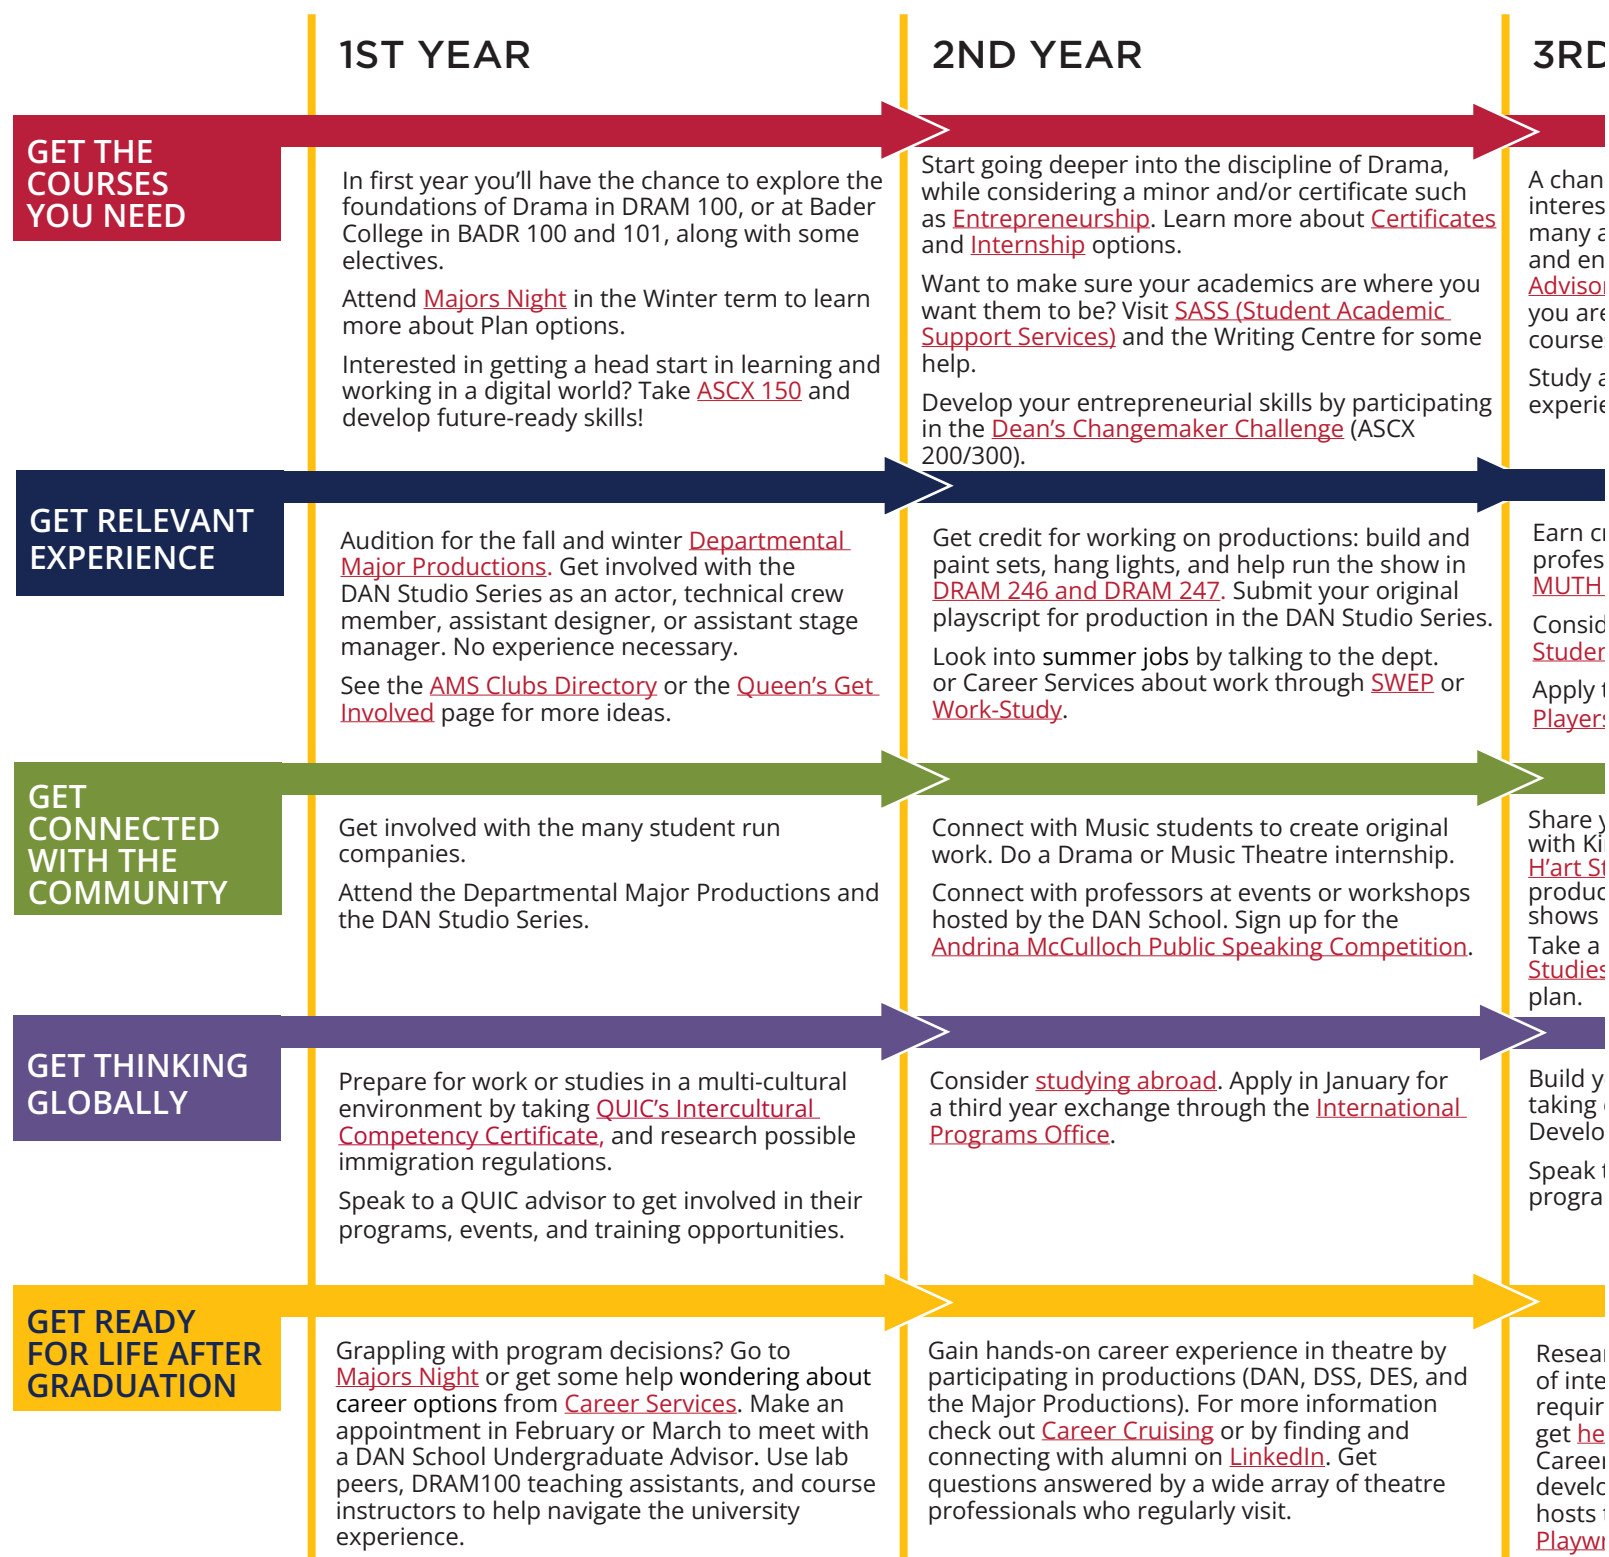 1ST YEAR
2ND YEAR
3RD
GET THE
COURSES
YOU NEED
In first year you’ll have the chance to explore the
foundations of Drama in DRAM 100, or at Bader
College in BADR 100 and 101, along with some
electives.
Attend Majors Night in the Winter term to learn
more about Plan options.
Interested in getting a head start in learning and
working in a digital world? Take ASCX 150 and
develop future-ready skills!
Start going deeper into the discipline of Drama,
while considering a minor and/or certificate such
as Entrepreneurship. Learn more about Certificates
and Internship options.
Want to make sure your academics are where you
want them to be? Visit SASS (Student Academic
Support Services) and the Writing Centre for some
help.
Develop your entrepreneurial skills by participating
in the Dean’s Changemaker Challenge (ASCX
200/300).
A
many
and
you
Study
GET RELEVANT
EXPERIENCE
Audition for the fall and winter Departmental
Major Productions. Get involved with the
DAN Studio Series as an actor, technical crew
member, assistant designer, or assistant stage
manager. No experience necessary.
See the AMS Clubs Directory or the Queen’s Get
Involved page for more ideas.
Get credit for working on productions: build and
paint sets, hang lights, and help run the show in
DRAM 246 and DRAM 247. Submit your original
playscript for production in the DAN Studio Series.
Look into summer jobs by talking to the dept.
or Career Services about work through SWEP or
Work-Study.
Earn
MUTH
Apply
GET
CONNECTED
WITH THE
COMMUNITY
Get involved with the many student run
companies.
Attend the Departmental Major Productions and
the DAN Studio Series.
Connect with Music students to create original
work. Do a Drama or Music Theatre internship.
Connect with professors at events or workshops
hosted by the DAN School. Sign up for the
Andrina McCulloch Public Speaking Competition.
Share
with
H’art
shows
Take a
Studies
plan.
GET THINKING
GLOBALLY
Prepare for work or studies in a multi-cultural
environment by taking QUIC’s Intercultural
Competency Certificate, and research possible
immigration regulations.
Speak to a QUIC advisor to get involved in their
programs, events, and training opportunities.
Consider studying abroad. Apply in January for
a third year exchange through the International
Programs Office.
Build
taking
Speak
GET READY
FOR LIFE AFTER
GRADUATION
Grappling with program decisions? Go to
Majors Night or get some help wondering about
career options from Career Services. Make an
appointment in February or March to meet with
a DAN School Undergraduate Advisor. Use lab
peers, DRAM100 teaching assistants, and course
instructors to help navigate the university
experience.
Gain hands-on career experience in theatre by
participating in productions (DAN, DSS, DES, and
the Major Productions). For more information
check out Career Cruising or by finding and
connecting with alumni on LinkedIn. Get
questions answered by a wide array of theatre
professionals who regularly visit.
of
get
Career
hosts